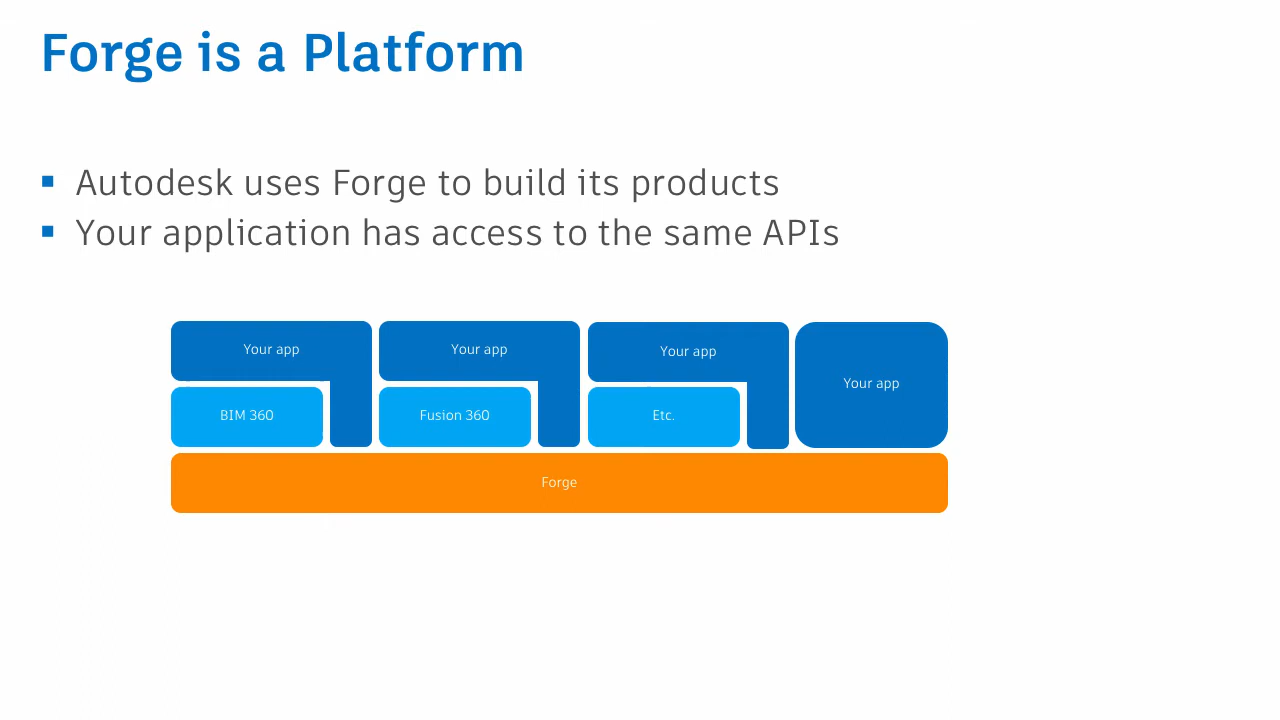 Forge is a Platform
▪ Autodesk uses Forge to build its products
▪ Your application has access to the same APIs
Your app
Your app
Your app
Your app
BIM 360
Fusion 360
Etc.
Forge